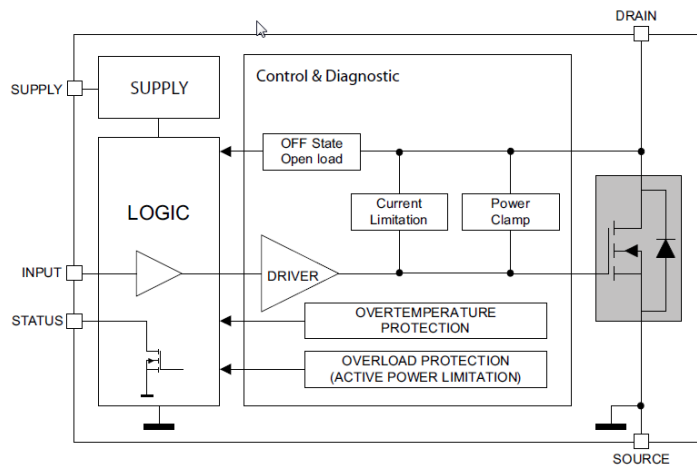 DRAIN
SUPPLY
SUPPLY
Control & Diagnostic
OFF State
Open load
LOGIC
Current
Limitation
Power
Clamp
INPUT
DRIVER
STATUS
OVERTEMPERATURE
PROTECTION
OVERLOAD PROTECTION
(ACTIVE POWER LIMITATION)
SOURCE